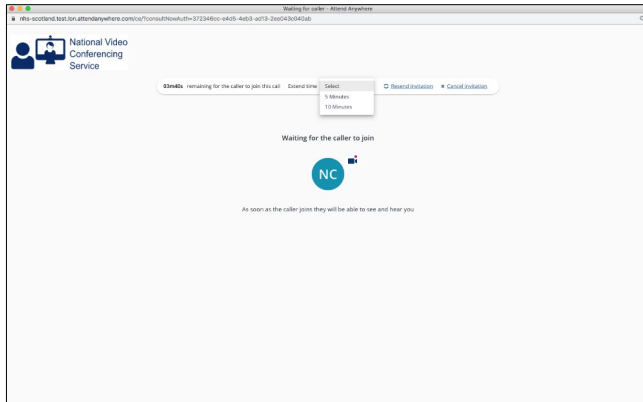 Waiting for caller - Attend Anywhere
nhs-scotland.test.lon.attendanywhere.com/ce/?consultNowAuth=372346cc-e4d5-4eb3-ad13-2ee043c040ab
National Video
Conferencing
Service
03m40s remaining for the caller to join this call Extend time Select Resend invitation × Cancel invitation
5 Minutes
10 Minutes
Waiting for the caller to join
NC
As soon as the caller joins they will be able to see and hear you